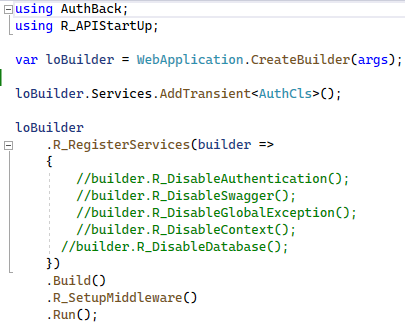 using AuthBack;
using R_APIStartUp;
var loBuilder = WebApplication.CreateBuilder(args);
loBuilder.Services.AddTransient<AuthCls>();
loBuilder
.R_RegisterServices(builder =>
{
//builder.R_DisableAuthentication();
//builder.R_DisableSwagger();
//builder.R_DisableGlobalException();
//builder.R_DisableContext();
//builder.R_DisableDatabase();
})
.Build()
.R_SetupMiddleware()
.Run();